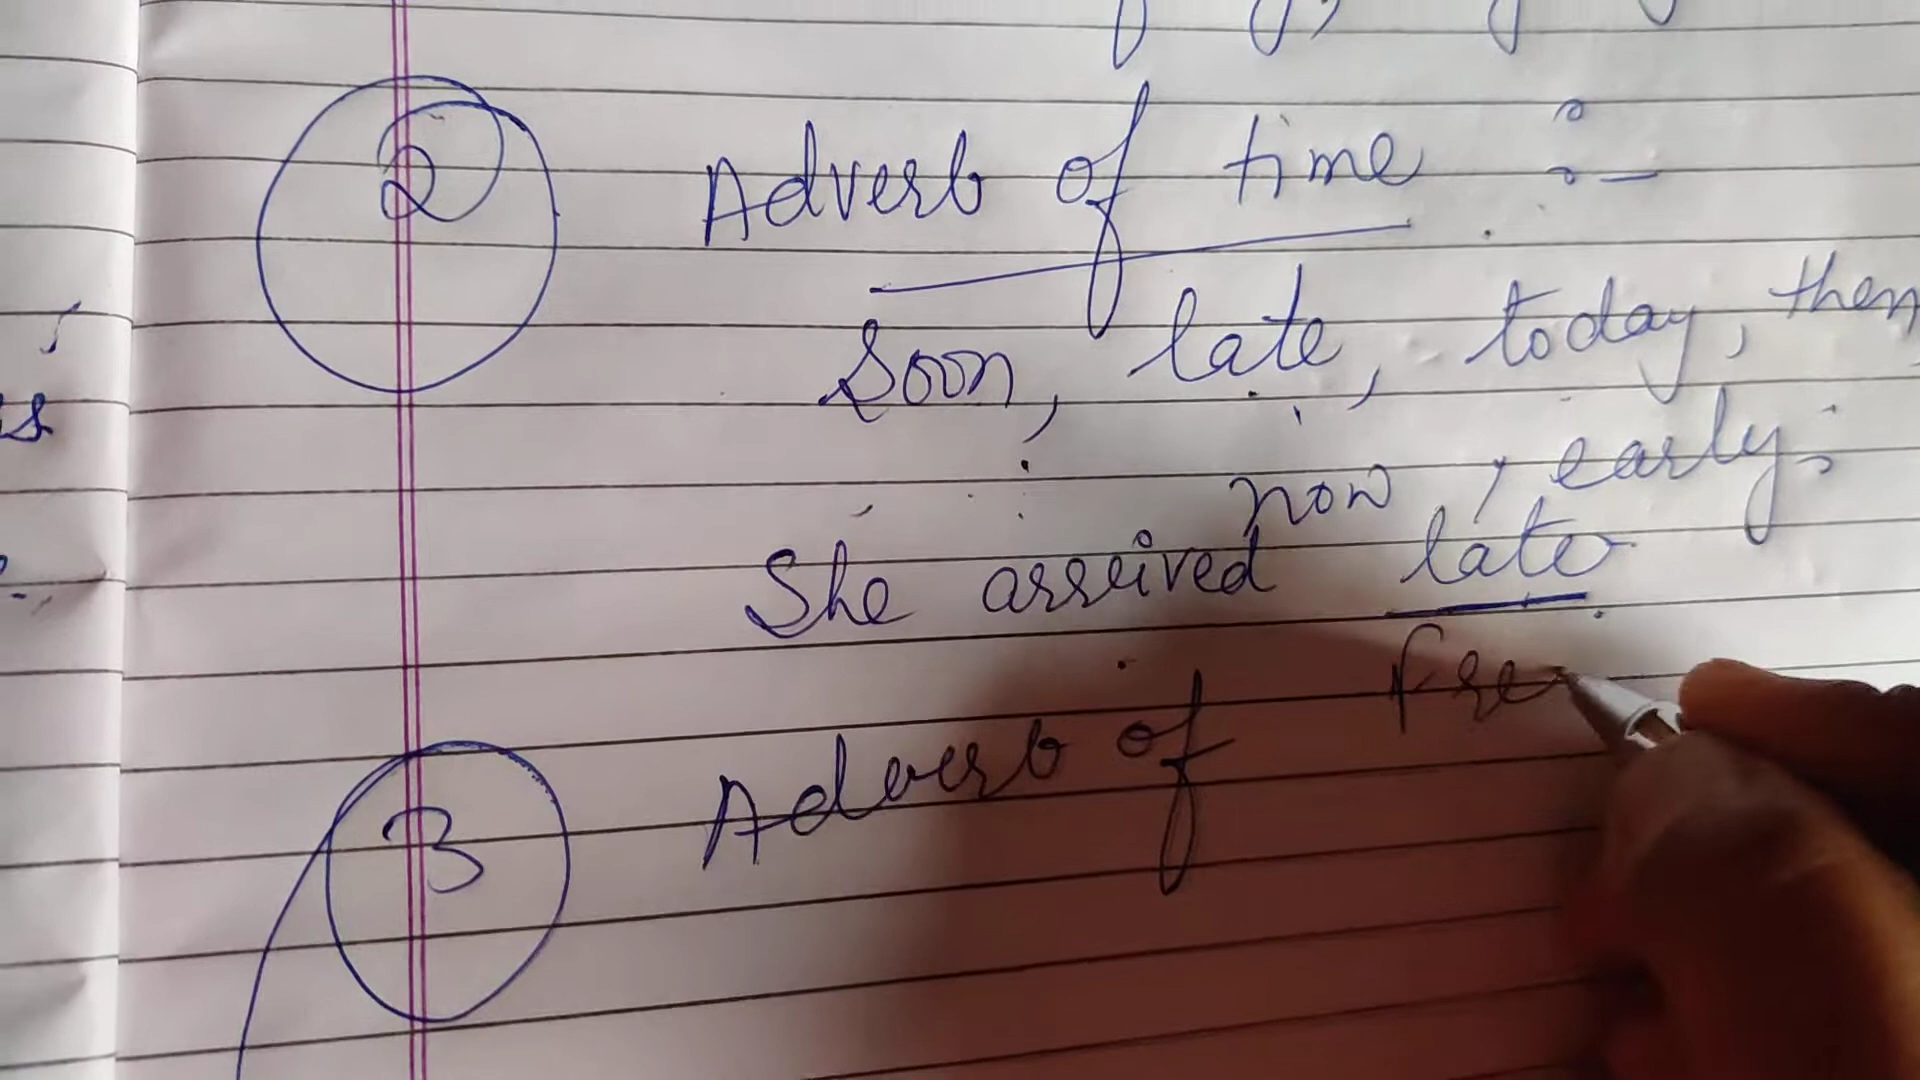 2 Adverb of time :-
Soon, late, today, then
now, early.
She arrived late.
3 Adverb of Fre